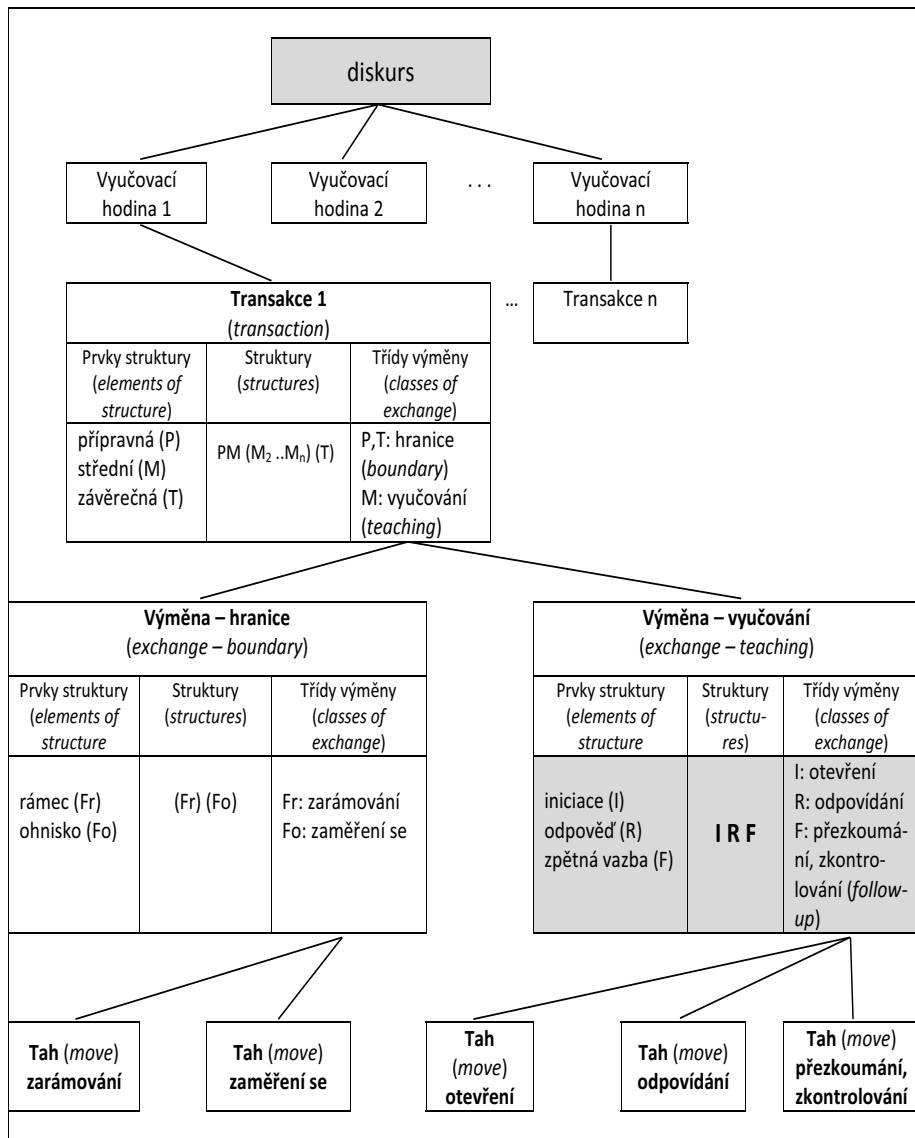 diskurs
Vyučovací
hodina 1
Vyučovací
hodina 2
. . .
Vyučovací
hodina n
Transakce 1
(transaction)
Prvky struktury
(elements of
structure)
Struktury
(structures)
Třídy výměny
(classes of
exchange)
přípravná (P)
střední (M)
závěrečná (T)
PM (M₂ ..Mₙ) (T)
P,T: hranice
(boundary)
M: vyučování
(teaching)
...
Transakce n
Výměna – hranice
(exchange – boundary)
Prvky struktury
(elements of
structure
Struktury
(structures)
Třídy výměny
(classes of
exchange)
rámec (Fr)
ohnisko (Fo)
(Fr) (Fo)
Fr: zarámování
Fo: zaměření se
Výměna – vyučování
(exchange – teaching)
Prvky struktury
(elements of
structure
Struktury
(structu-
res)
Třídy výměny
(classes of
exchange)
iniciace (I)
odpověď (R)
zpětná vazba (F)
I R F
I: otevření
R: odpovídání
F: přezkoumá-
ní, zkontro-
lování (follow-
up)
Tah (move)
zarámování
Tah (move)
zaměření se
Tah
(move)
otevření
Tah (move)
odpovídání
Tah (move)
přezkoumání,
zkontrolování